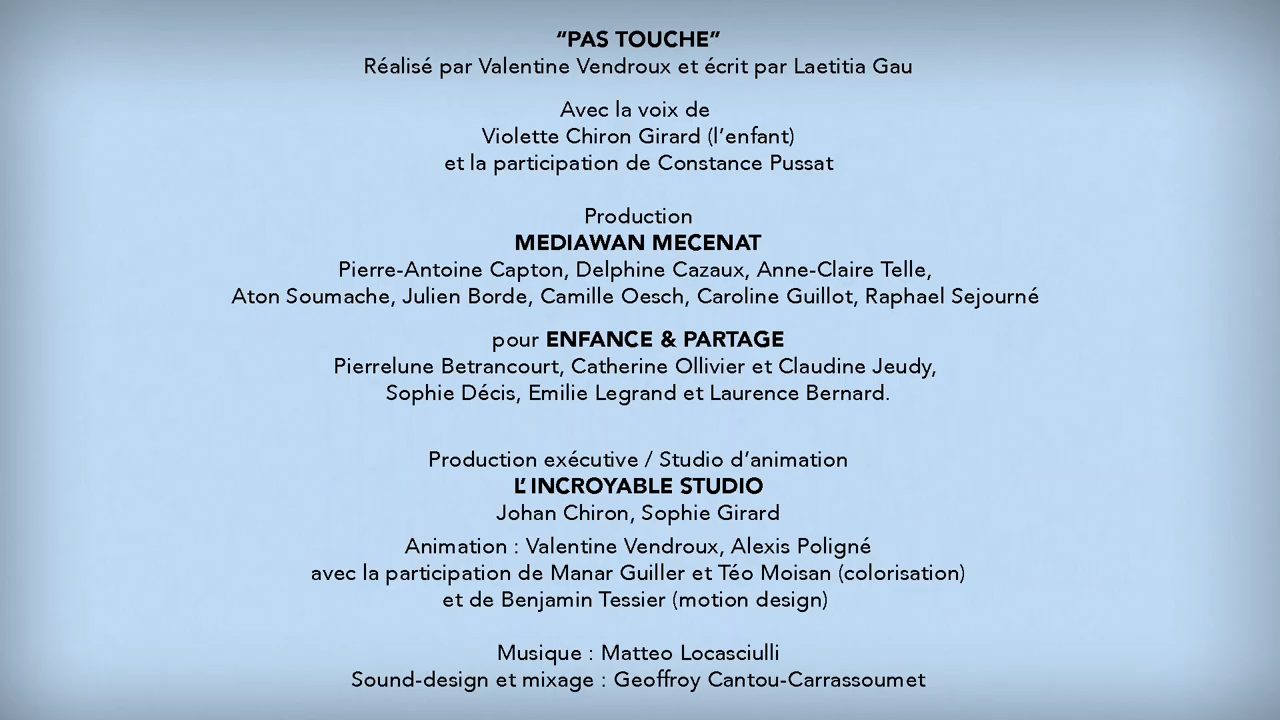 “PAS TOUCHE”
Réalisé par Valentine Vendroux et écrit par Laetitia Gau
Avec la voix de
Violette Chiron Girard (l’enfant)
et la participation de Constance Pussat
Production
MEDIAWAN MECENAT
Pierre-Antoine Capton, Delphine Cazaux, Anne-Claire Telle,
Aton Soumache, Julien Borde, Camille Oesch, Caroline Guillot, Raphael Sejourné
pour ENFANCE & PARTAGE
Pierrelune Betrancourt, Catherine Ollivier et Claudine Jeudy,
Sophie Décis, Emilie Legrand et Laurence Bernard.
Production exécutive / Studio d’animation
L’INCROYABLE STUDIO
Johan Chiron, Sophie Girard
Animation : Valentine Vendroux, Alexis Poligné
avec la participation de Manar Guiller et Téo Moisan (colorisation)
et de Benjamin Tessier (motion design)
Musique : Matteo Locasciulli
Sound-design et mixage : Geoffroy Cantou-Carrassoumet